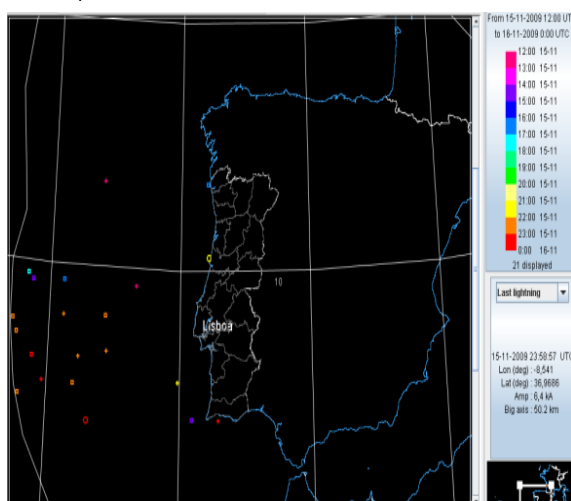 From 15-11-2009 12:00 UT
to 16-11-2009 0:00 UTC
12:00 15-11
13:00 15-11
14:00 15-11
15:00 15-11
16:00 15-11
17:00 15-11
18:00 15-11
19:00 15-11
20:00 15-11
21:00 15-11
22:00 15-11
23:00 15-11
0:00 16-11
21 displayed
10
Lisboa
Last lightning
15-11-2009 23:58:57 UTC
Lon (deg) : -8,541
Lat (deg) : 36,9686
Amp : 6,4 kA
Big axis : 50.2 km